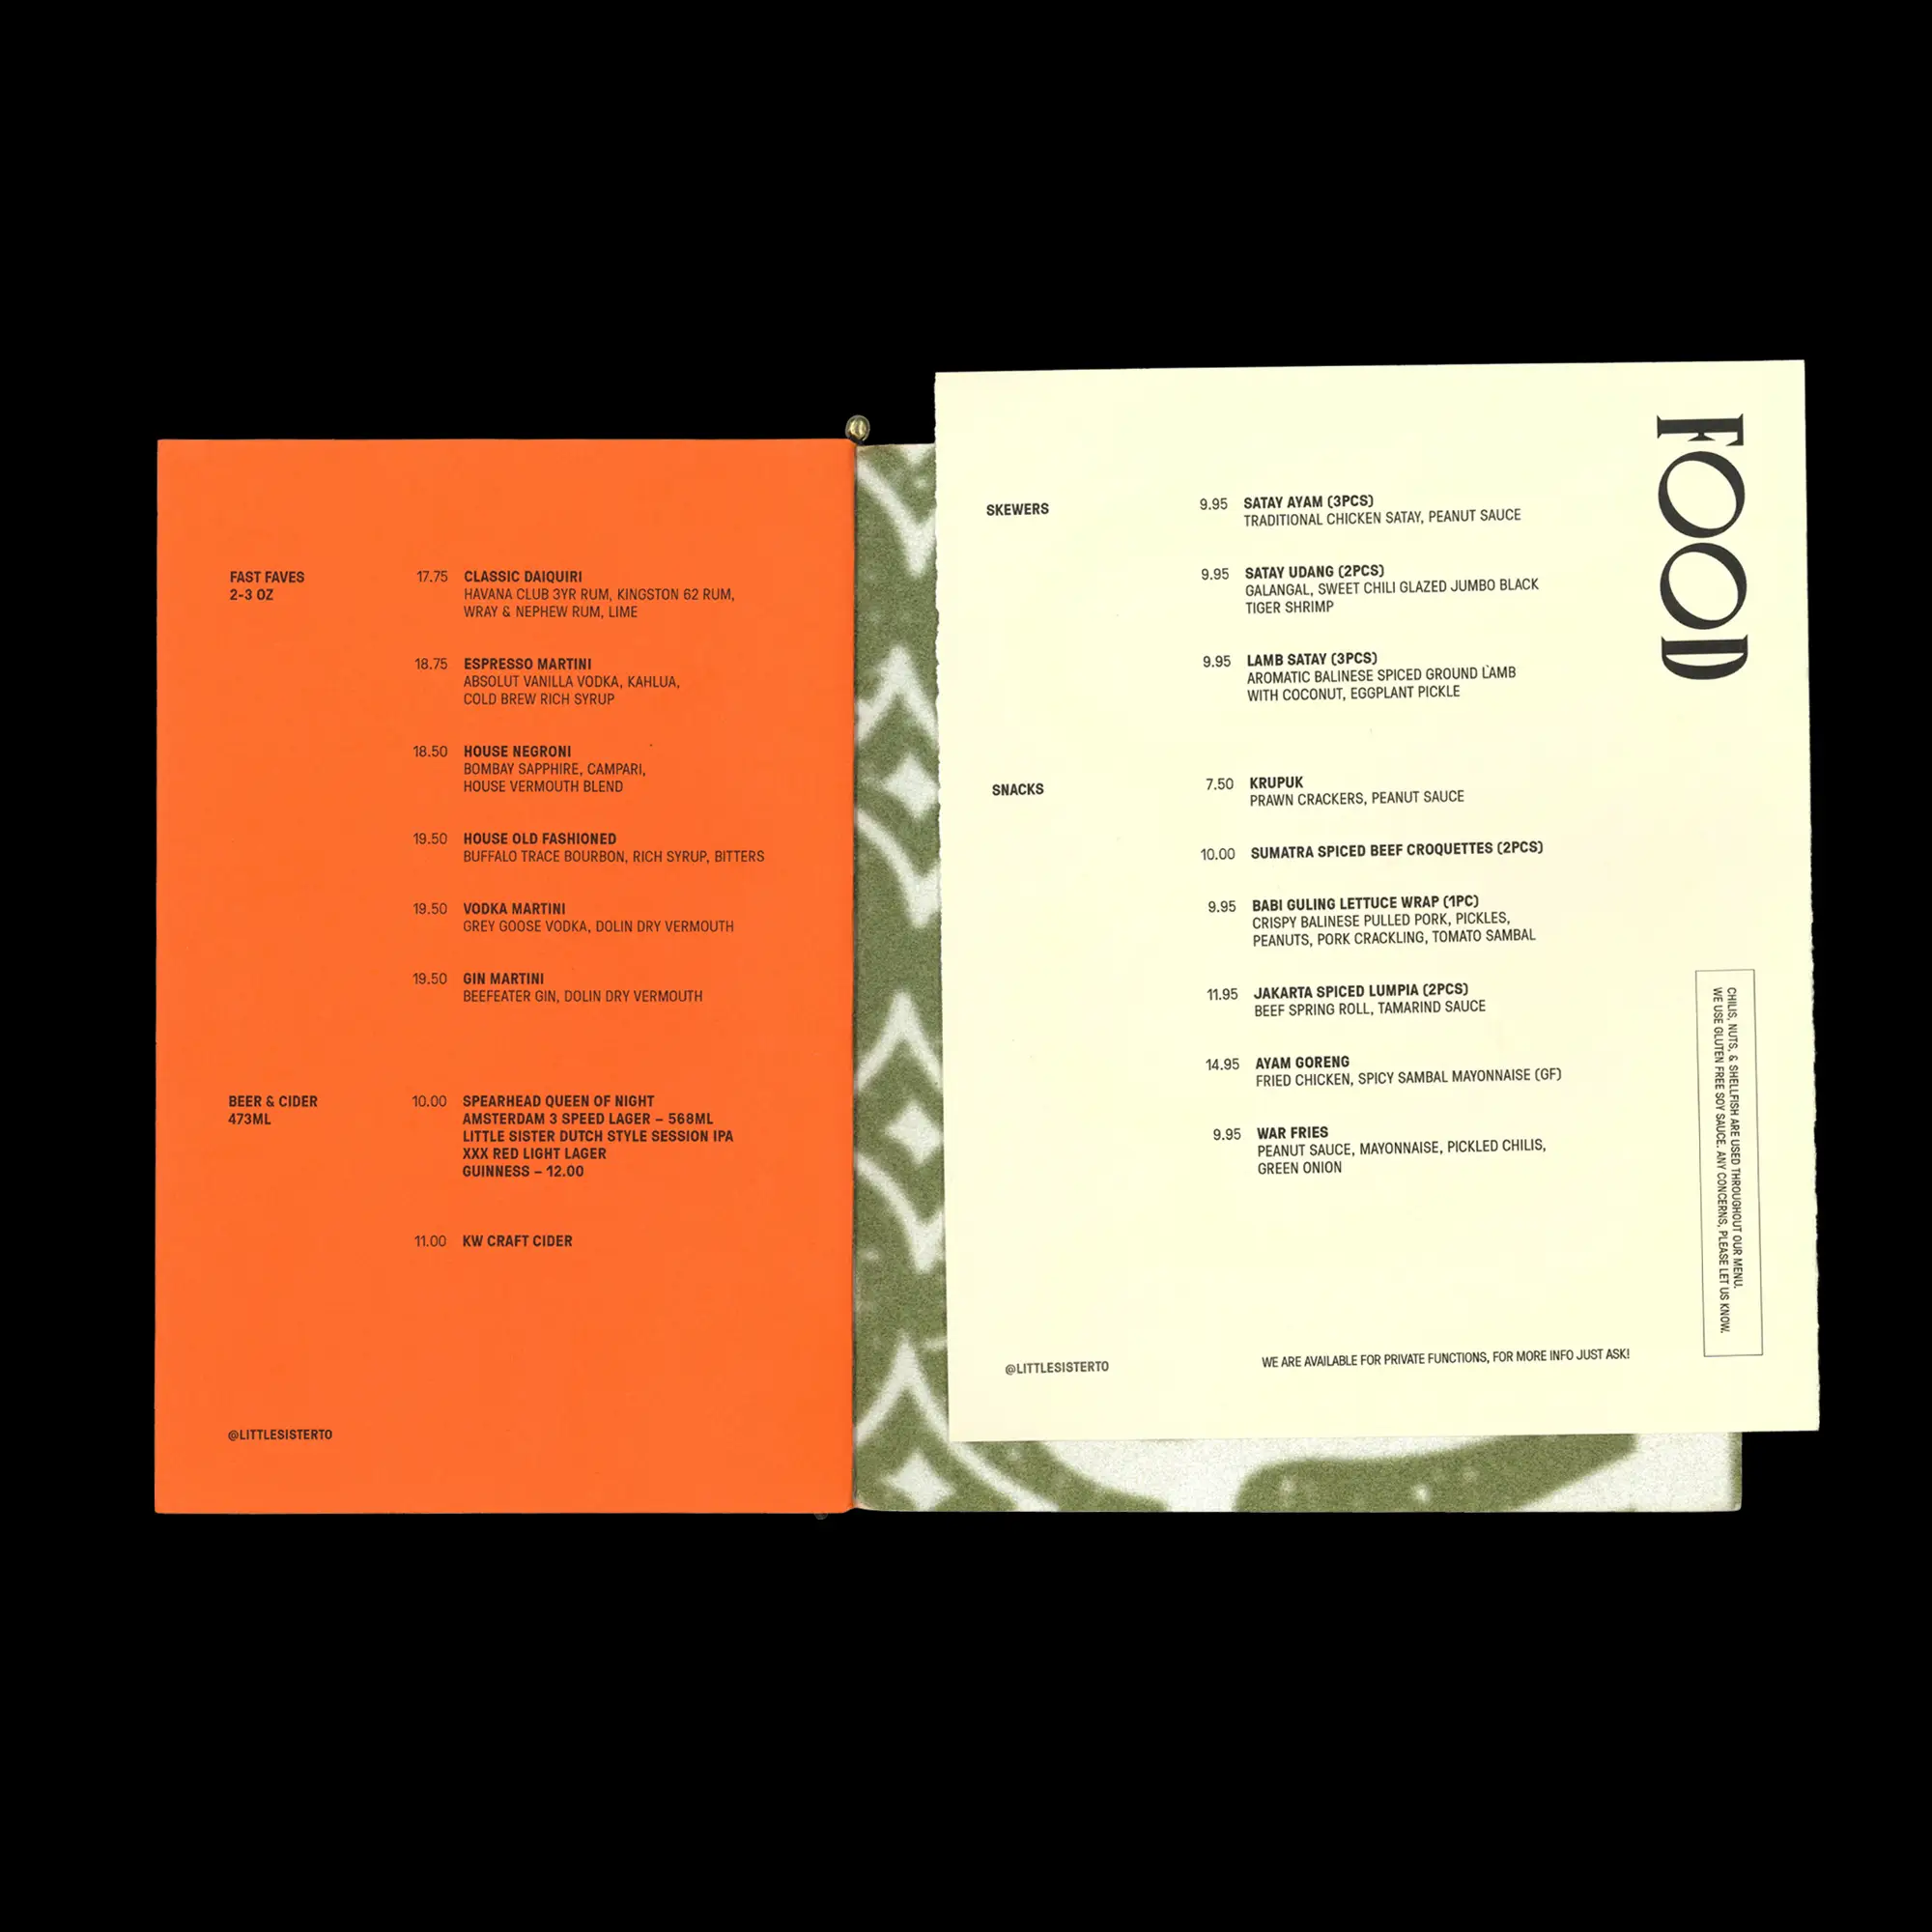 FAST FAVES
2-3 OZ
17.75 CLASSIC DAIQUIRI
HAVANA CLUB 3YR RUM, KINGSTON 62 RUM,
WRAY & NEPHEW RUM, LIME
18.75 ESPRESSO MARTINI
ABSOLUT VANILLA VODKA, KAHLUA,
COLD BREW RICH SYRUP
18.50 HOUSE NEGRONI
BOMBAY SAPPHIRE, CAMPARI,
HOUSE VERMOUTH BLEND
19.50 HOUSE OLD FASHIONED
BUFFALO TRACE BOURBON, RICH SYRUP, BITTERS
19.50 VODKA MARTINI
GREY GOOSE VODKA, DOLIN DRY VERMOUTH
19.50 GIN MARTINI
BEEFEATER GIN, DOLIN DRY VERMOUTH
BEER & CIDER
473ML
10.00 SPEARHEAD QUEEN OF NIGHT
AMSTERDAM 3 SPEED LAGER – 568ML
LITTLE SISTER DUTCH STYLE SESSION IPA
XXX RED LIGHT LAGER
GUINNESS – 12.00
11.00 KW CRAFT CIDER
@LITTLESISTERTO
FOOD
SKEWERS
9.95 SATAY AYAM (3PCS)
TRADITIONAL CHICKEN SATAY, PEANUT SAUCE
9.95 SATAY UDANG (2PCS)
GALANGAL, SWEET CHILI GLAZED JUMBO BLACK
TIGER SHRIMP
9.95 LAMB SATAY (3PCS)
AROMATIC BALINESE SPICED GROUND LAMB
WITH COCONUT, EGGPLANT PICKLE
SNACKS
7.50 KRUPUK
PRAWN CRACKERS, PEANUT SAUCE
10.00 SUMATRA SPICED BEEF CROQUETTES (2PCS)
9.95 BABI GULING LETTUCE WRAP (1PC)
CRISPY BALINESE PULLED PORK, PICKLES,
PEANUTS, PORK CRACKLING, TOMATO SAMBAL
11.95 JAKARTA SPICED LUMPIA (2PCS)
BEEF SPRING ROLL, TAMARIND SAUCE
14.95 AYAM GORENG
FRIED CHICKEN, SPICY SAMBAL MAYONNAISE (GF)
9.95 WAR FRIES
PEANUT SAUCE, MAYONNAISE, PICKLED CHILIS,
GREEN ONION
CHILIS, NUTS, & SHELLFISH ARE USED THROUGHOUT OUR MENU.
WE USE GLUTEN FREE SOY SAUCE. ANY CONCERNS, PLEASE LET US KNOW.
@LITTLESISTERTO
WE ARE AVAILABLE FOR PRIVATE FUNCTIONS, FOR MORE INFO JUST ASK!